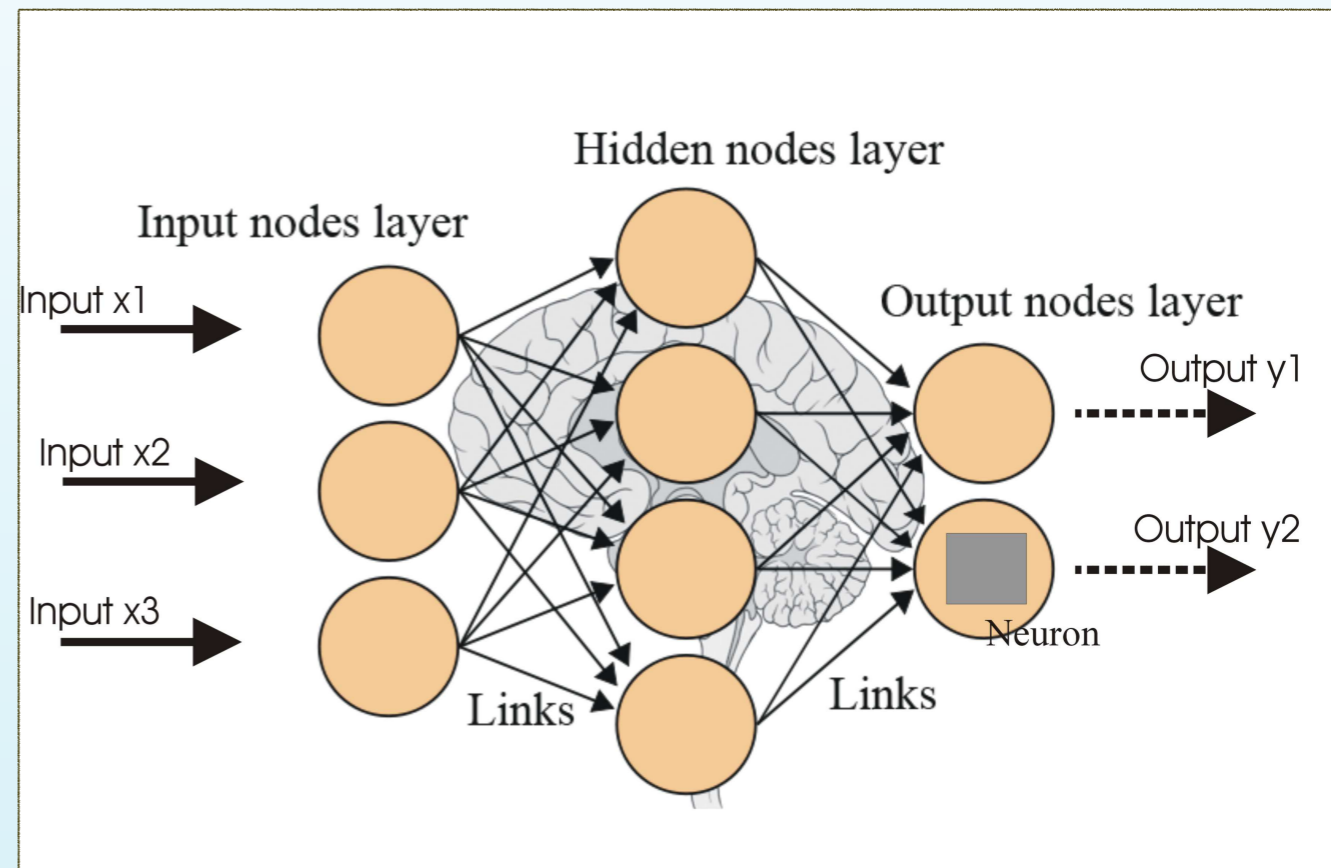 Hidden nodes layer
Input nodes layer
Input x1
Output nodes layer
Output y1
Input x2
Output y2
Input x3
Neuron
Links
Links